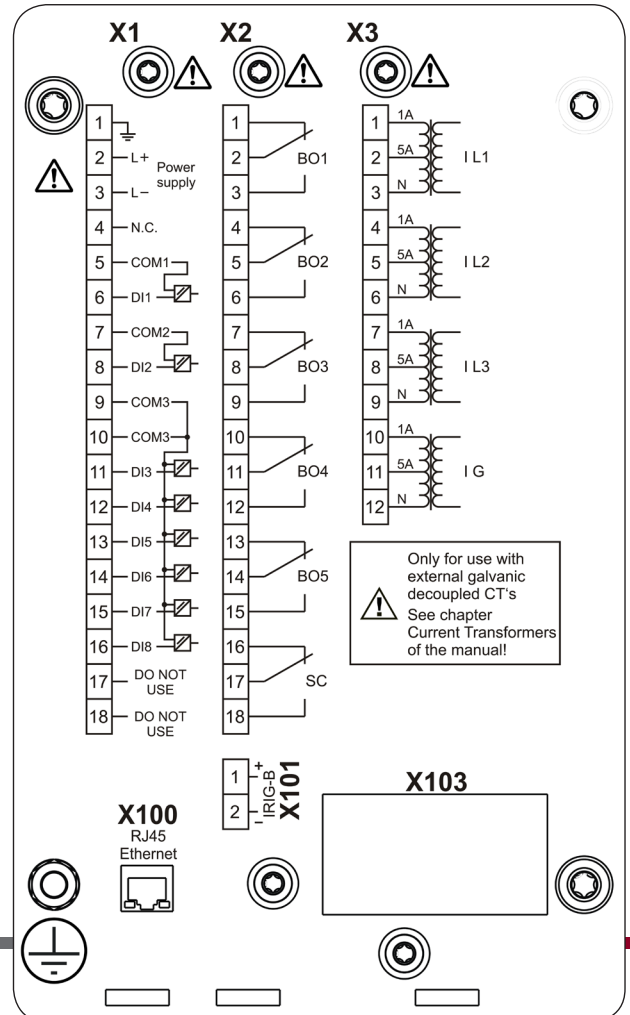 X1
X2
X3
1
2 L+
Power
supply
3 L–
4 N.C.
5 COM1
6 DI1
7 COM2
8 DI2
9 COM3
10 COM3
11 DI3
12 DI4
13 DI5
14 DI6
15 DI7
16 DI8
17 DO NOT
USE
18 DO NOT
USE
1
2 BO1
3
4
5 BO2
6
7
8 BO3
9
10
11 BO4
12
13
14 BO5
15
16
17 SC
18
1 1A
2 5A I L1
3 N
4 1A
5 5A I L2
6 N
7 1A
8 5A I L3
9 N
10 1A
11 5A I G
12 N
Only for use with
external galvanic
decoupled CT's
See chapter
Current Transformers
of the manual!
1 +
2 –
IRIG-B
X101
X100
RJ45
Ethernet
X103